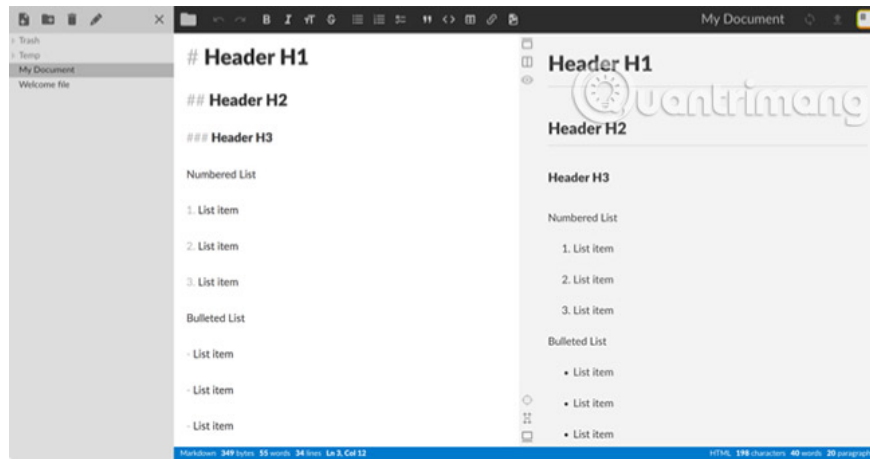 My Document
Trash
Temp
My Document
Welcome file
# Header H1
## Header H2
### Header H3
Numbered List
1. List item
2. List item
3. List item
Bulleted List
- List item
- List item
- List item
Markdown 349 bytes 55 words 34 lines Ln 3, Col 12
Header H1
Quantrimang
Header H2
Header H3
Numbered List
1. List item
2. List item
3. List item
Bulleted List
• List item
• List item
• List item
HTML 198 characters 40 words 20 paragraph